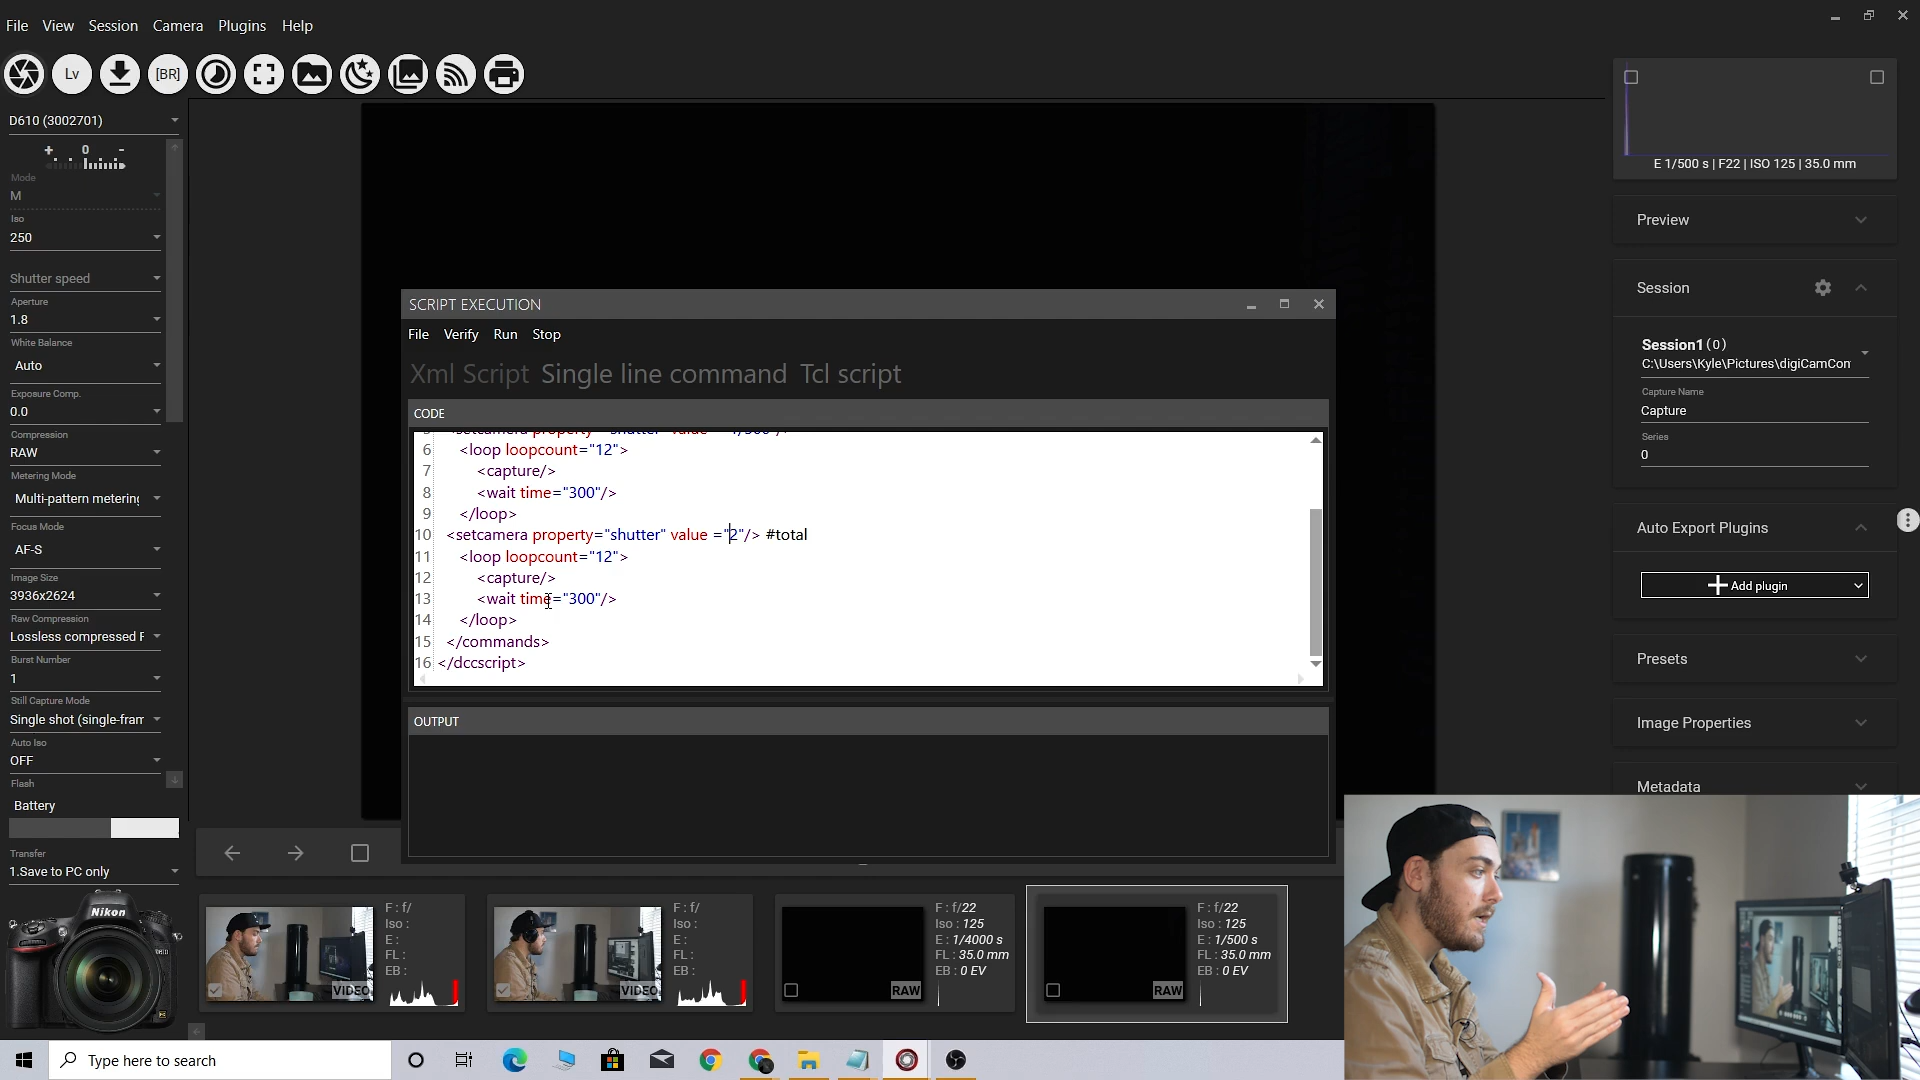 File View Session Camera Plugins Help
Lv
[BR]
D610 (3002701)
+ 0 -
Mode
M
Iso
250
Shutter speed
Aperture
1.8
White Balance
Auto
Exposure Comp.
0.0
Compression
RAW
Metering Mode
Multi-pattern metering
Focus Mode
AF-S
Image Size
3936x2624
Raw Compression
Lossless compressed F
Burst Number
1
Still Capture Mode
Single shot (single-fram
Auto Iso
OFF
Flash
Battery
Transfer
1.Save to PC only
Nikon
SCRIPT EXECUTION
File Verify Run Stop
Xml Script Single line command Tcl script
CODE
6 <loop loopcount="12">
7 <capture/>
8 <wait time="300"/>
9 </loop>
10 <setcamera property="shutter" value ="2"/> #total
11 <loop loopcount="12">
12 <capture/>
13 <wait time="300"/>
14 </loop>
15 </commands>
16 </dccscript>
OUTPUT
E 1/500 s | F22 | ISO 125 | 35.0 mm
Preview
Session
Session1 (0)
C:\Users\Kyle\Pictures\digiCamCon
Capture Name
Capture
Series
0
Auto Export Plugins
Add plugin
Presets
Image Properties
Metadata
F : f/
Iso :
E :
FL :
EB :
VIDEO
F : f/
Iso :
E :
FL :
EB :
VIDEO
F : f/22
Iso : 125
E : 1/4000 s
FL : 35.0 mm
EB : 0 EV
RAW
F : f/22
Iso : 125
E : 1/500 s
FL : 35.0 mm
EB : 0 EV
RAW
Type here to search